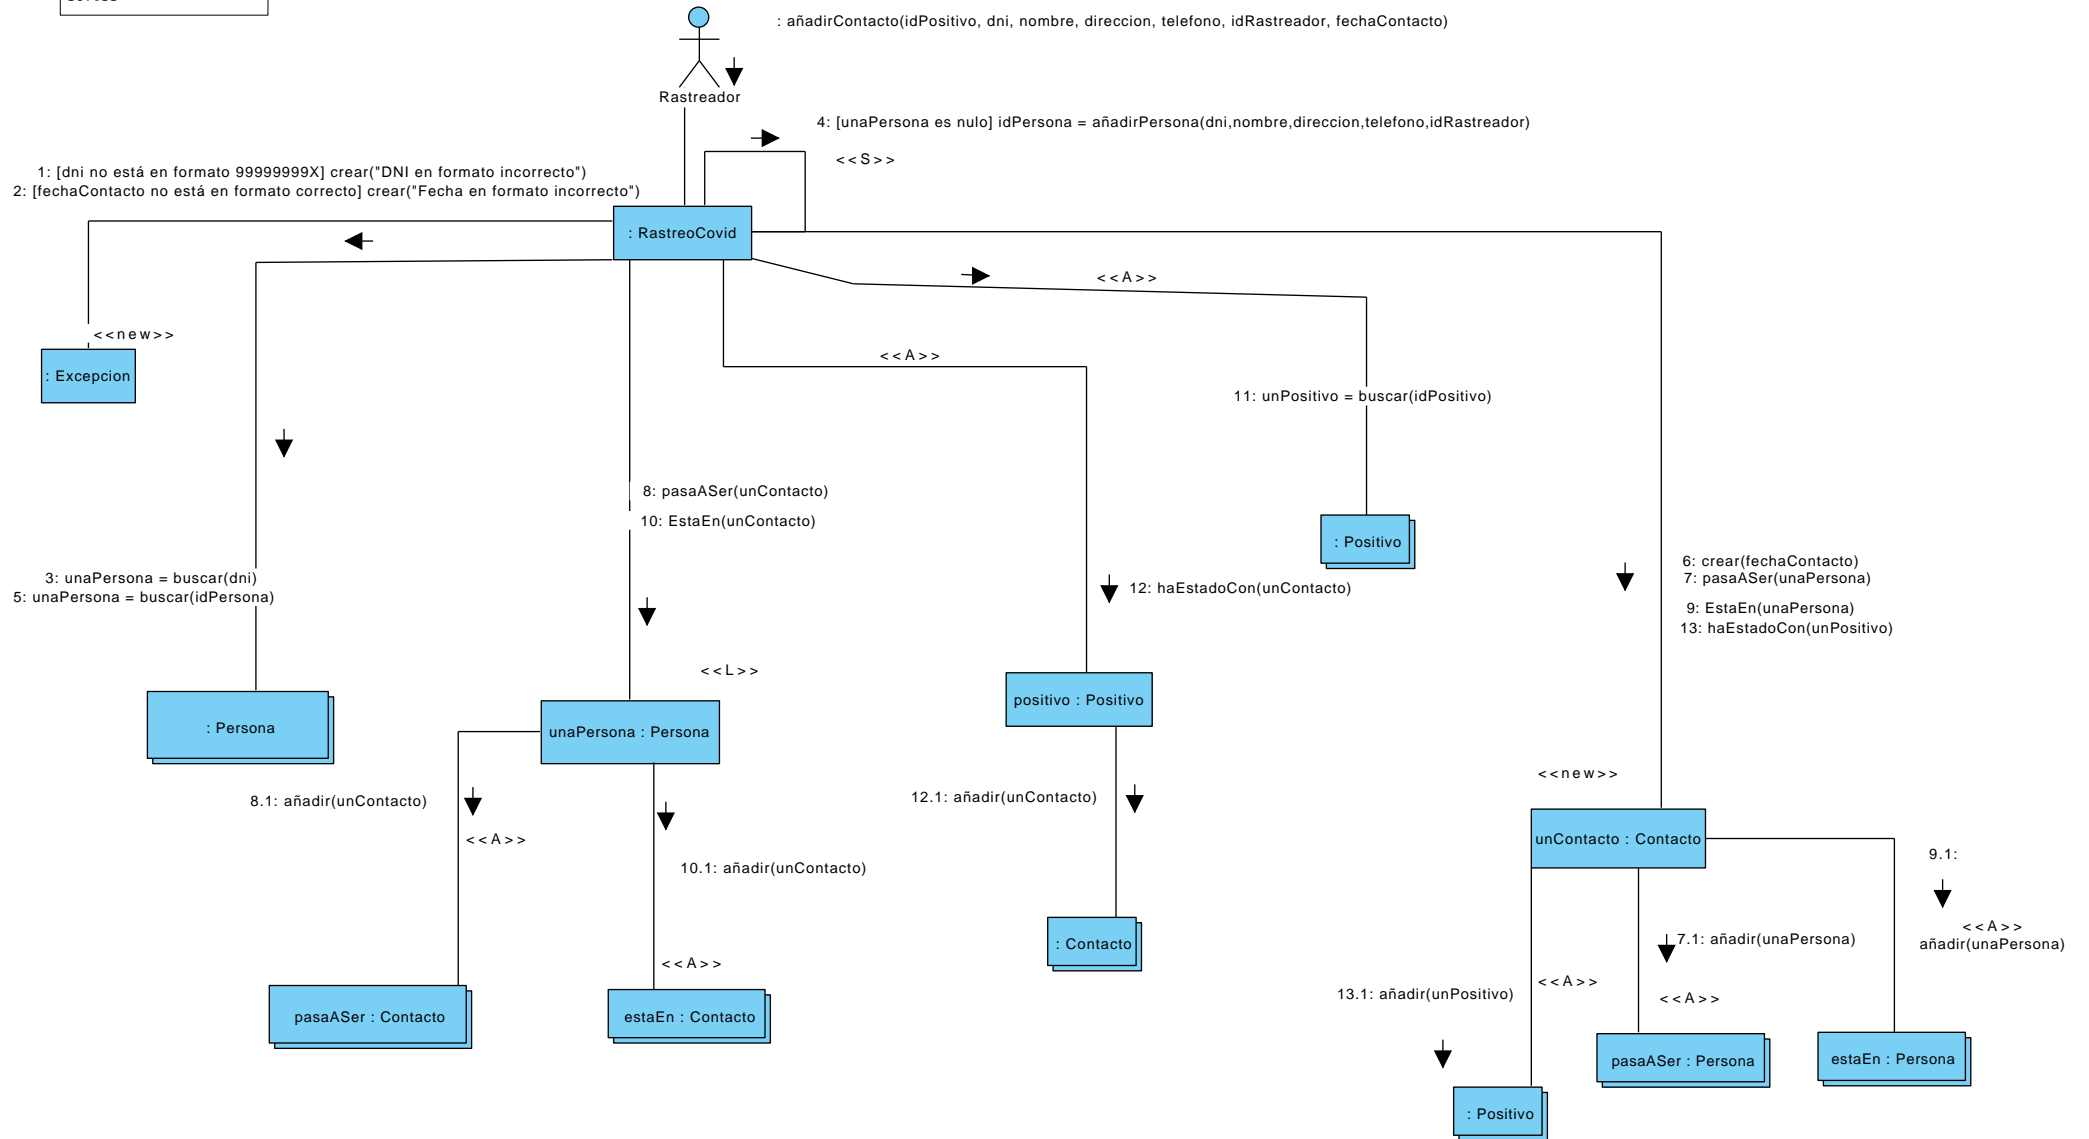 : añadirContacto(idPositivo, dni, nombre, direccion, telefono, idRastreador, fechaContacto)
Rastreador
4: [unaPersona es nulo] idPersona = añadirPersona(dni,nombre,direccion,telefono,idRastreador)
<<S>>
1: [dni no está en formato 99999999X] crear("DNI en formato incorrecto")
2: [fechaContacto no está en formato correcto] crear("Fecha en formato incorrecto")
: RastreoCovid
<<A>>
<<new>>
<<A>>
: Excepcion
11: unPositivo = buscar(idPositivo)
8: pasaASer(unContacto)
10: EstaEn(unContacto)
: Positivo
6: crear(fechaContacto)
7: pasaASer(unaPersona)
9: EstaEn(unaPersona)
13: haEstadoCon(unPositivo)
3: unaPersona = buscar(dni)
5: unaPersona = buscar(idPersona)
12: haEstadoCon(unContacto)
<<L>>
: Persona
unaPersona : Persona
positivo : Positivo
<<new>>
8.1: añadir(unContacto)
<<A>>
12.1: añadir(unContacto)
unContacto : Contacto
9.1:
<<A>>
añadir(unaPersona)
10.1: añadir(unContacto)
<<A>>
: Contacto
7.1: añadir(unaPersona)
<<A>>
13.1: añadir(unPositivo)
<<A>>
pasaASer : Contacto
estaEn : Contacto
pasaASer : Persona
estaEn : Persona
: Positivo